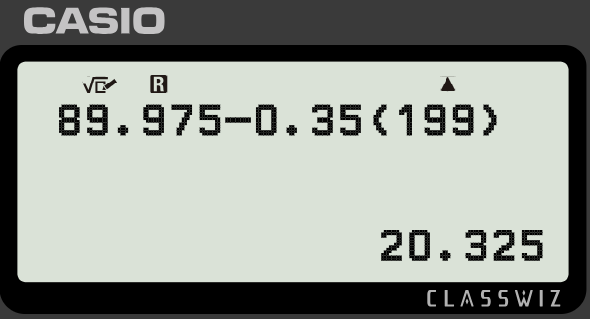 CASIO
√ R ▲
89.975-0.35(199)
20.325
CLASSWIZ